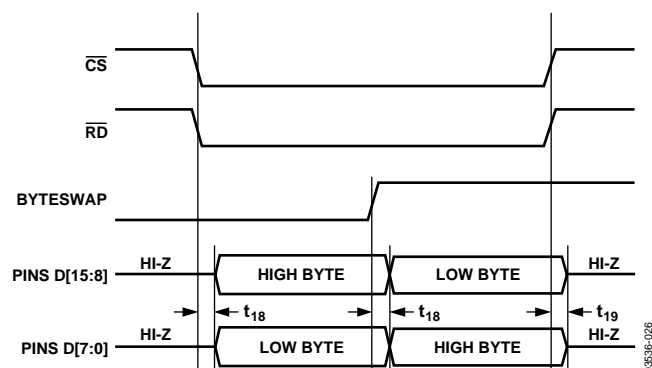 CS
RD
BYTESWAP
PINS D[15:8] HI-Z HIGH BYTE LOW BYTE HI-Z
t18 t18 t19
PINS D[7:0] HI-Z LOW BYTE HIGH BYTE HI-Z
03536-026